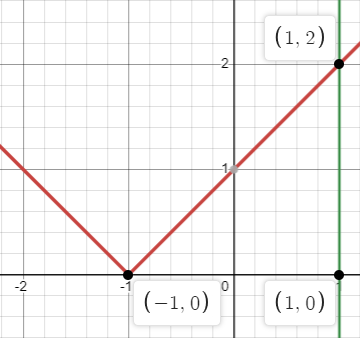 (1, 2)
2
1
-2 -1 0 1
(−1, 0) (1, 0)